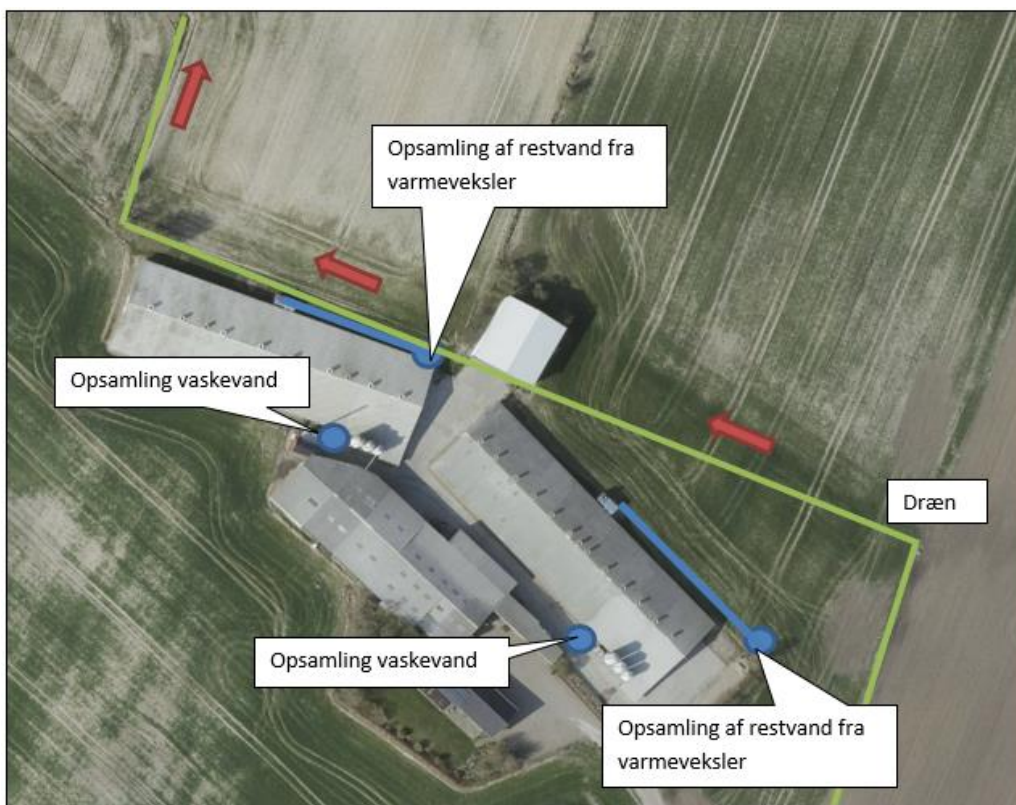 Opsamling af restvand fra
varmeveksler
Opsamling vaskevand
Dræn
Opsamling vaskevand
Opsamling af restvand fra
varmeveksler